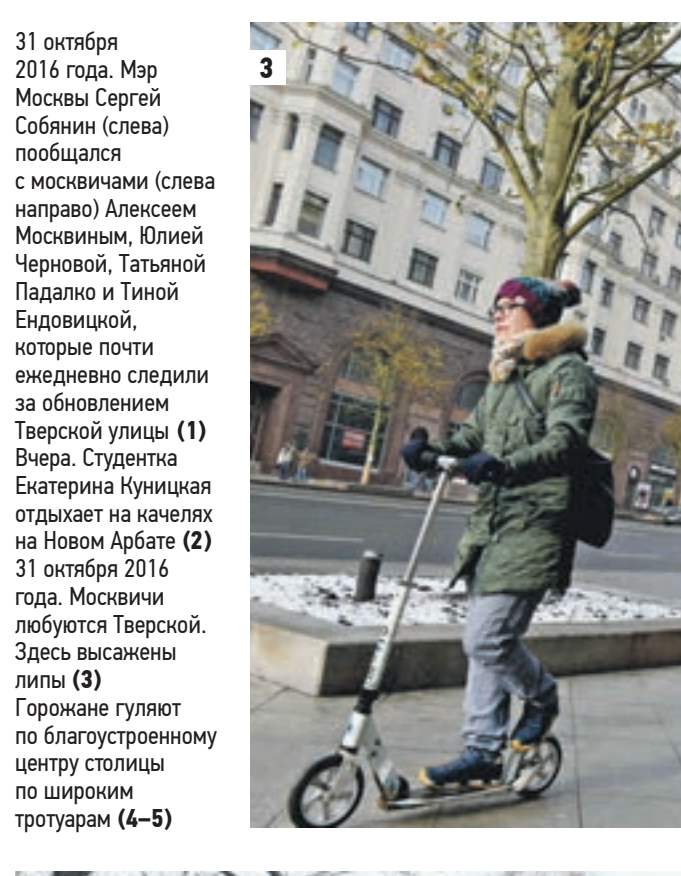 31 октября
2016 года. Мэр
Москвы Сергей
Собянин (слева)
пообщался
с москвичами (слева
направо) Алексеем
Москвиным, Юлией
Черновой, Татьяной
Падалко и Тиной
Ендовицкой,
которые почти
ежедневно следили
за обновлением
Тверской улицы (1)
Вчера. Студентка
Екатерина Куницкая
отдыхает на качелях
на Новом Арбате (2)
31 октября 2016
года. Москвичи
любуются Тверской.
Здесь высажены
липы (3)
Горожане гуляют
по благоустроенному
центру столицы
по широким
тротуарам (4–5)
3